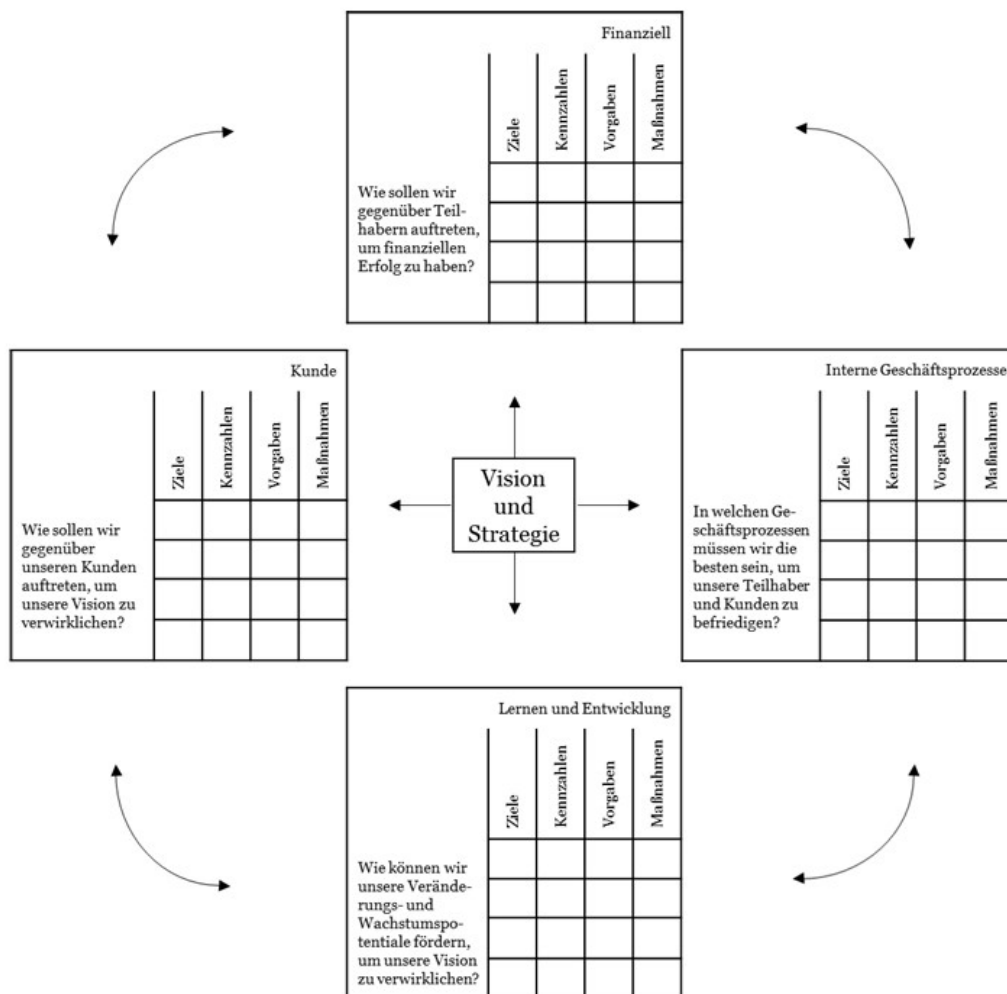 Finanziell
Ziele
Kennzahlen
Vorgaben
Maßnahmen
Wie sollen wir
gegenüber Teil-
habern auftreten,
um finanziellen
Erfolg zu haben?
Kunde
Ziele
Kennzahlen
Vorgaben
Maßnahmen
Wie sollen wir
gegenüber
unseren Kunden
auftreten, um
unsere Vision zu
verwirklichen?
Vision
und
Strategie
Interne Geschäftsprozesse
Ziele
Kennzahlen
Vorgaben
Maßnahmen
In welchen Ge-
schäftsprozessen
müssen wir die
besten sein, um
unsere Teilhaber
und Kunden zu
befriedigen?
Lernen und Entwicklung
Ziele
Kennzahlen
Vorgaben
Maßnahmen
Wie können wir
unsere Verände-
rungs- und
Wachstumspo-
tentiale fördern,
um unsere Vision
zu verwirklichen?